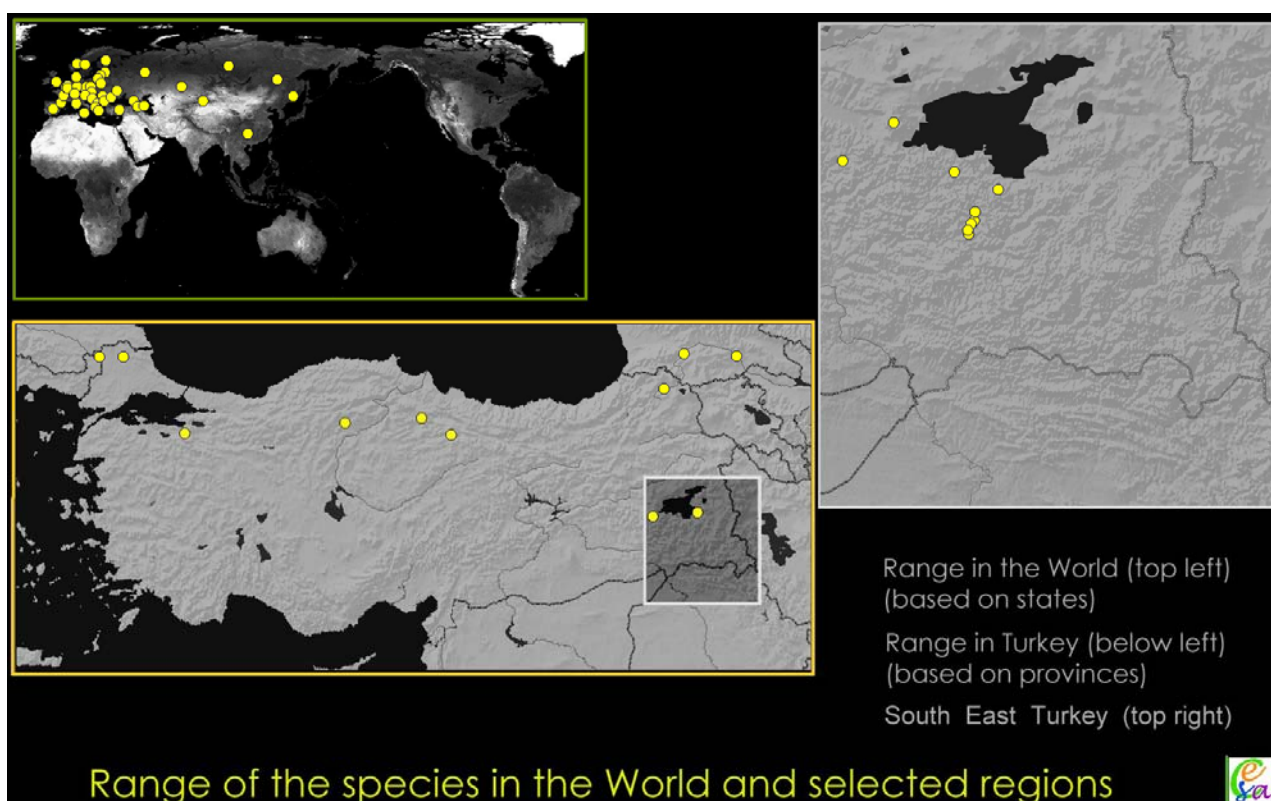 Range in the World (top left)
(based on states)
Range in Turkey (below left)
(based on provinces)
South East Turkey (top right)
Range of the species in the World and selected regions
esa